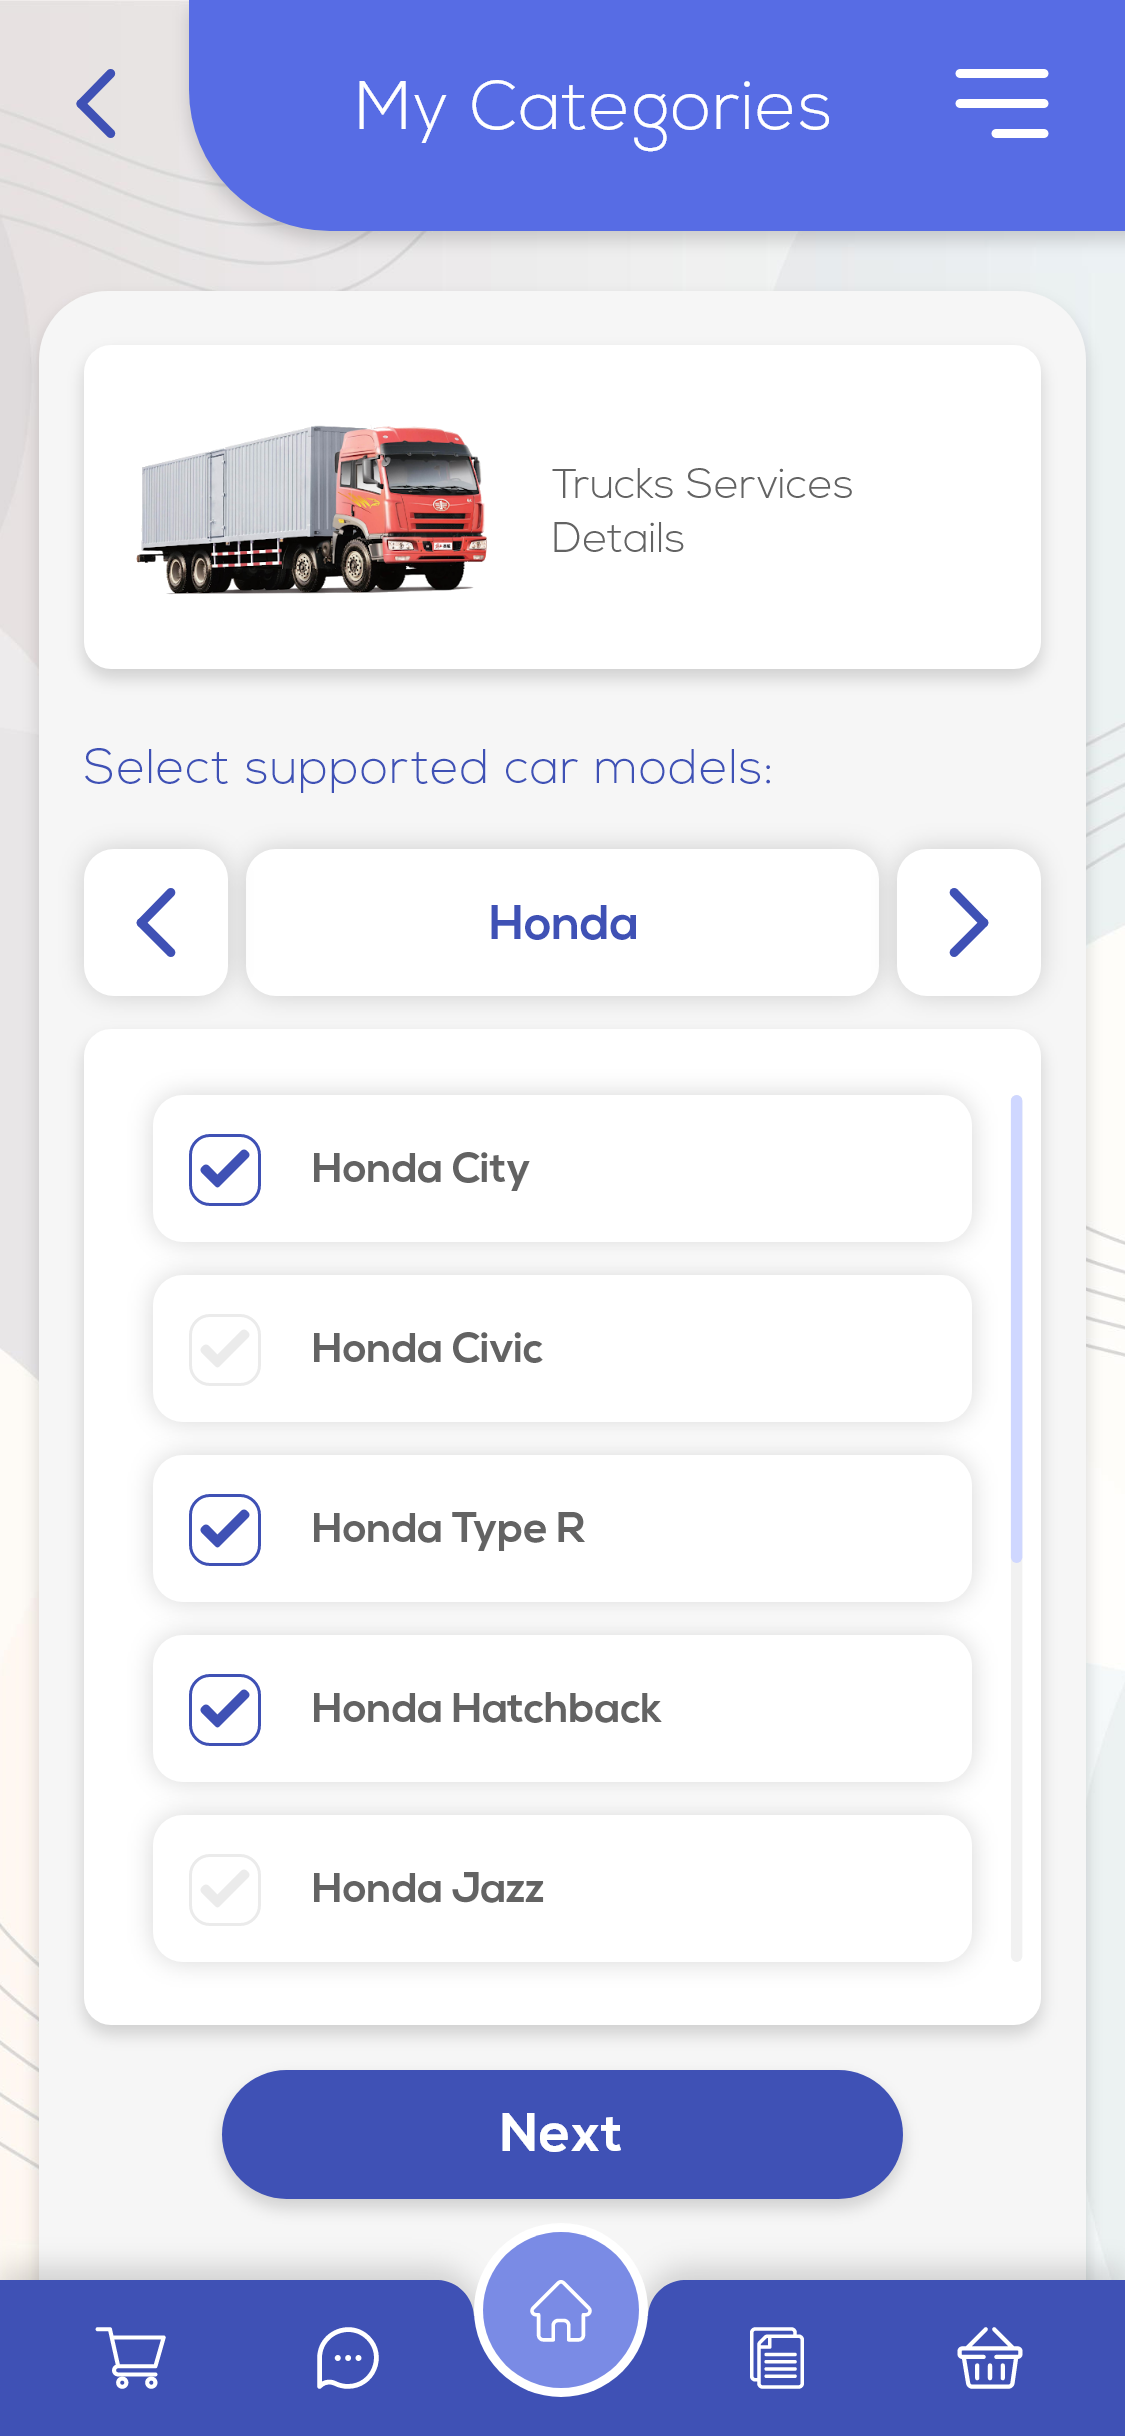 My Categories
Trucks Services
Details
Select supported car models:
Honda
Honda City
Honda Civic
Honda Type R
Honda Hatchback
Honda Jazz
Next